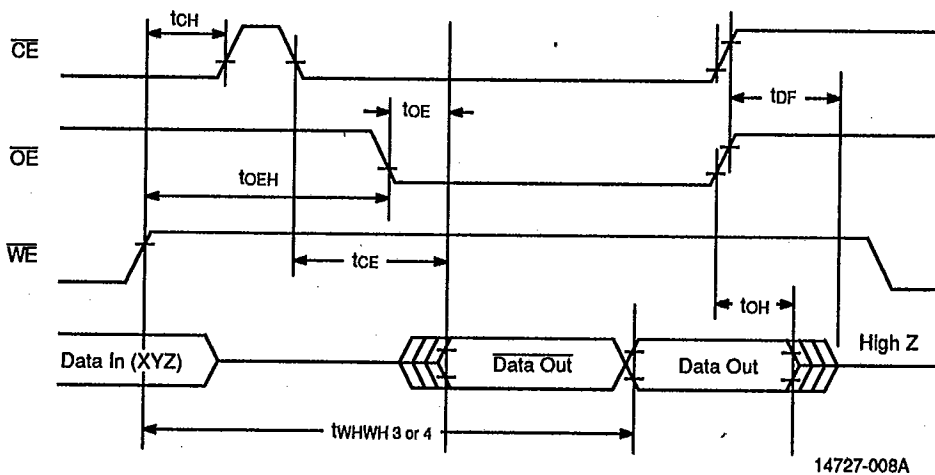 tCH
CE
tDF
tOE
OE
tOEH
WE
tCE
tOH
Data In (XYZ)
Data Out
Data Out
High Z
tWHWH 3 or 4
14727-008A